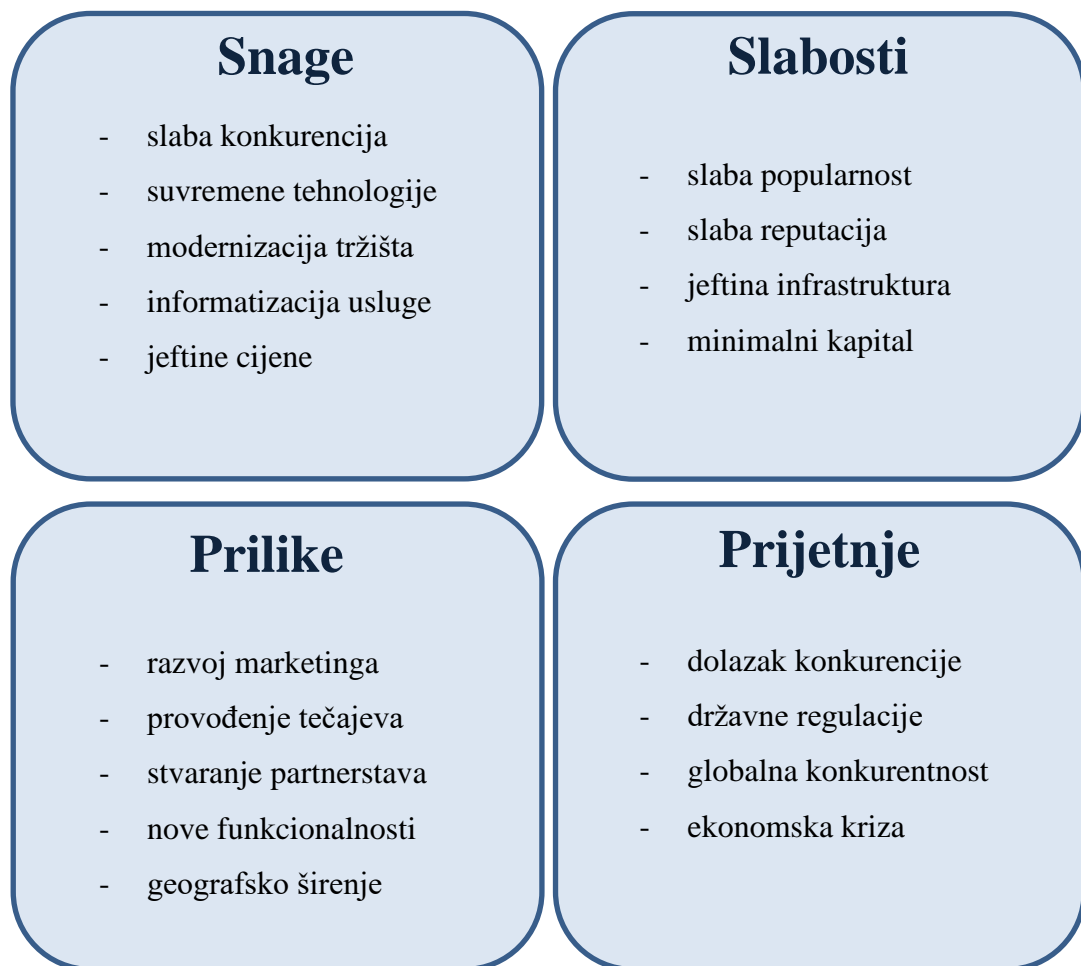 Snage
- slaba konkurencija
- suvremene tehnologije
- modernizacija tržišta
- informatizacija usluge
- jeftine cijene
Slabosti
- slaba popularnost
- slaba reputacija
- jeftina infrastruktura
- minimalni kapital
Prilike
- razvoj marketinga
- provođenje tečajeva
- stvaranje partnerstava
- nove funkcionalnosti
- geografsko širenje
Prijetnje
- dolazak konkurencije
- državne regulacije
- globalna konkurentnost
- ekonomska kriza